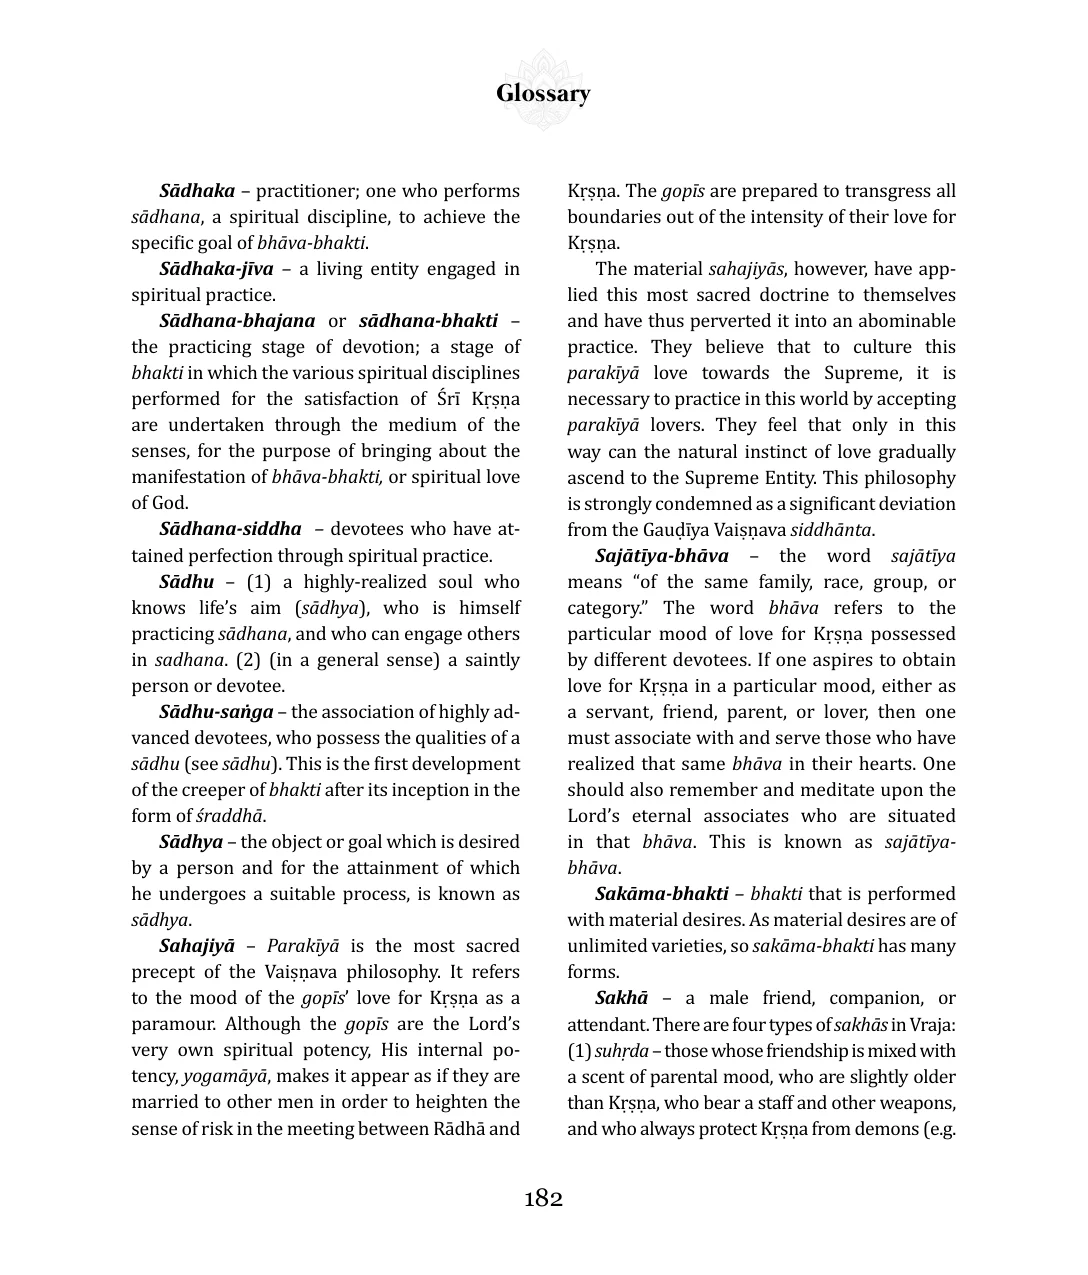 Glossary
Sādhaka – practitioner; one who performs
sādhana, a spiritual discipline, to achieve the
specific goal of bhāva-bhakti.
Sādhaka-jīva – a living entity engaged in
spiritual practice.
Sādhana-bhajana or sādhana-bhakti –
the practicing stage of devotion; a stage of
bhakti in which the various spiritual disciplines
performed for the satisfaction of Śrī Kṛṣṇa
are undertaken through the medium of the
senses, for the purpose of bringing about the
manifestation of bhāva-bhakti, or spiritual love
of God.
Sādhana-siddha – devotees who have at-
tained perfection through spiritual practice.
Sādhu – (1) a highly-realized soul who
knows life’s aim (sādhya), who is himself
practicing sādhana, and who can engage others
in sadhana. (2) (in a general sense) a saintly
person or devotee.
Sādhu-saṅga – the association of highly ad-
vanced devotees, who possess the qualities of a
sādhu (see sādhu). This is the first development
of the creeper of bhakti after its inception in the
form of śraddhā.
Sādhya – the object or goal which is desired
by a person and for the attainment of which
he undergoes a suitable process, is known as
sādhya.
Sahajiyā – Parakīyā is the most sacred
precept of the Vaiṣṇava philosophy. It refers
to the mood of the gopīs’ love for Kṛṣṇa as a
paramour. Although the gopīs are the Lord’s
very own spiritual potency, His internal po-
tency, yogamāyā, makes it appear as if they are
married to other men in order to heighten the
sense of risk in the meeting between Rādhā and
Kṛṣṇa. The gopīs are prepared to transgress all
boundaries out of the intensity of their love for
Kṛṣṇa.
The material sahajiyās, however, have app-
lied this most sacred doctrine to themselves
and have thus perverted it into an abominable
practice. They believe that to culture this
parakīyā love towards the Supreme, it is
necessary to practice in this world by accepting
parakīyā lovers. They feel that only in this
way can the natural instinct of love gradually
ascend to the Supreme Entity. This philosophy
is strongly condemned as a significant deviation
from the Gauḍīya Vaiṣṇava siddhānta.
Sajātīya-bhāva – the word sajātīya
means “of the same family, race, group, or
category.” The word bhāva refers to the
particular mood of love for Kṛṣṇa possessed
by different devotees. If one aspires to obtain
love for Kṛṣṇa in a particular mood, either as
a servant, friend, parent, or lover, then one
must associate with and serve those who have
realized that same bhāva in their hearts. One
should also remember and meditate upon the
Lord’s eternal associates who are situated
in that bhāva. This is known as sajātīya-
bhāva.
Sakāma-bhakti – bhakti that is performed
with material desires. As material desires are of
unlimited varieties, so sakāma-bhakti has many
forms.
Sakhā – a male friend, companion, or
attendant. There are four types of sakhās in Vraja:
(1) suhṛda – those whose friendship is mixed with
a scent of parental mood, who are slightly older
than Kṛṣṇa, who bear a staff and other weapons,
and who always protect Kṛṣṇa from demons (e.g.
182